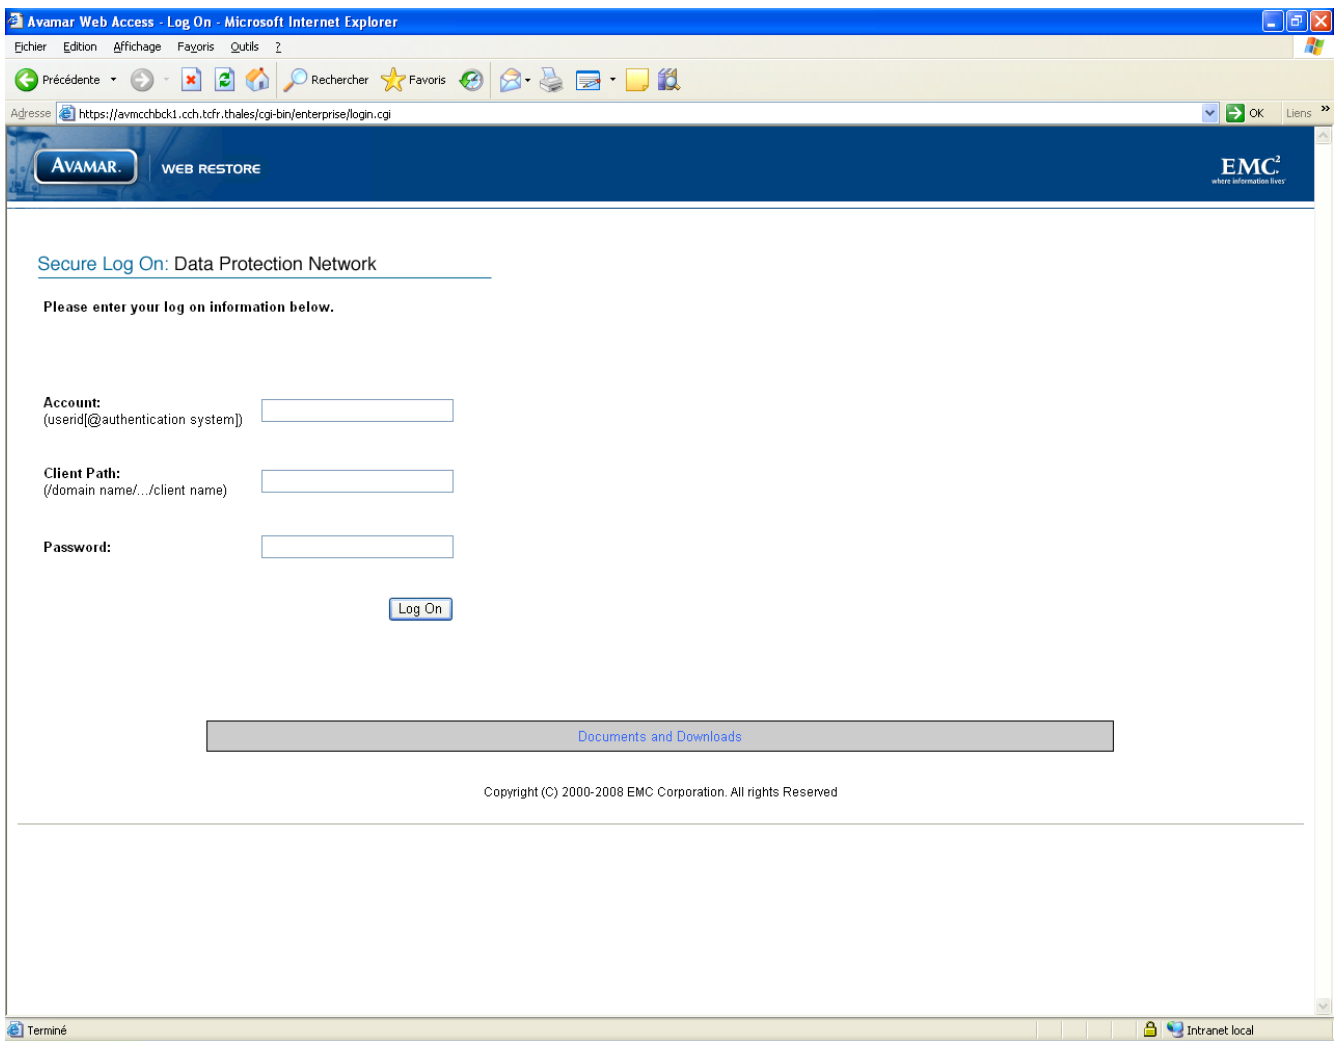 Avamar Web Access - Log On - Microsoft Internet Explorer
Fichier Edition Affichage Favoris Outils ?
Précédente Rechercher Favoris
Adresse https://avmcchbck1.cch.tcfr.thales/cgi-bin/enterprise/login.cgi OK Liens »
AVAMAR. WEB RESTORE EMC²
where information lives®
Secure Log On: Data Protection Network
Please enter your log on information below.
Account:
(userid[@authentication system])
Client Path:
(/domain name/.../client name)
Password:
Log On
Documents and Downloads
Copyright (C) 2000-2008 EMC Corporation. All rights Reserved
Terminé Intranet local